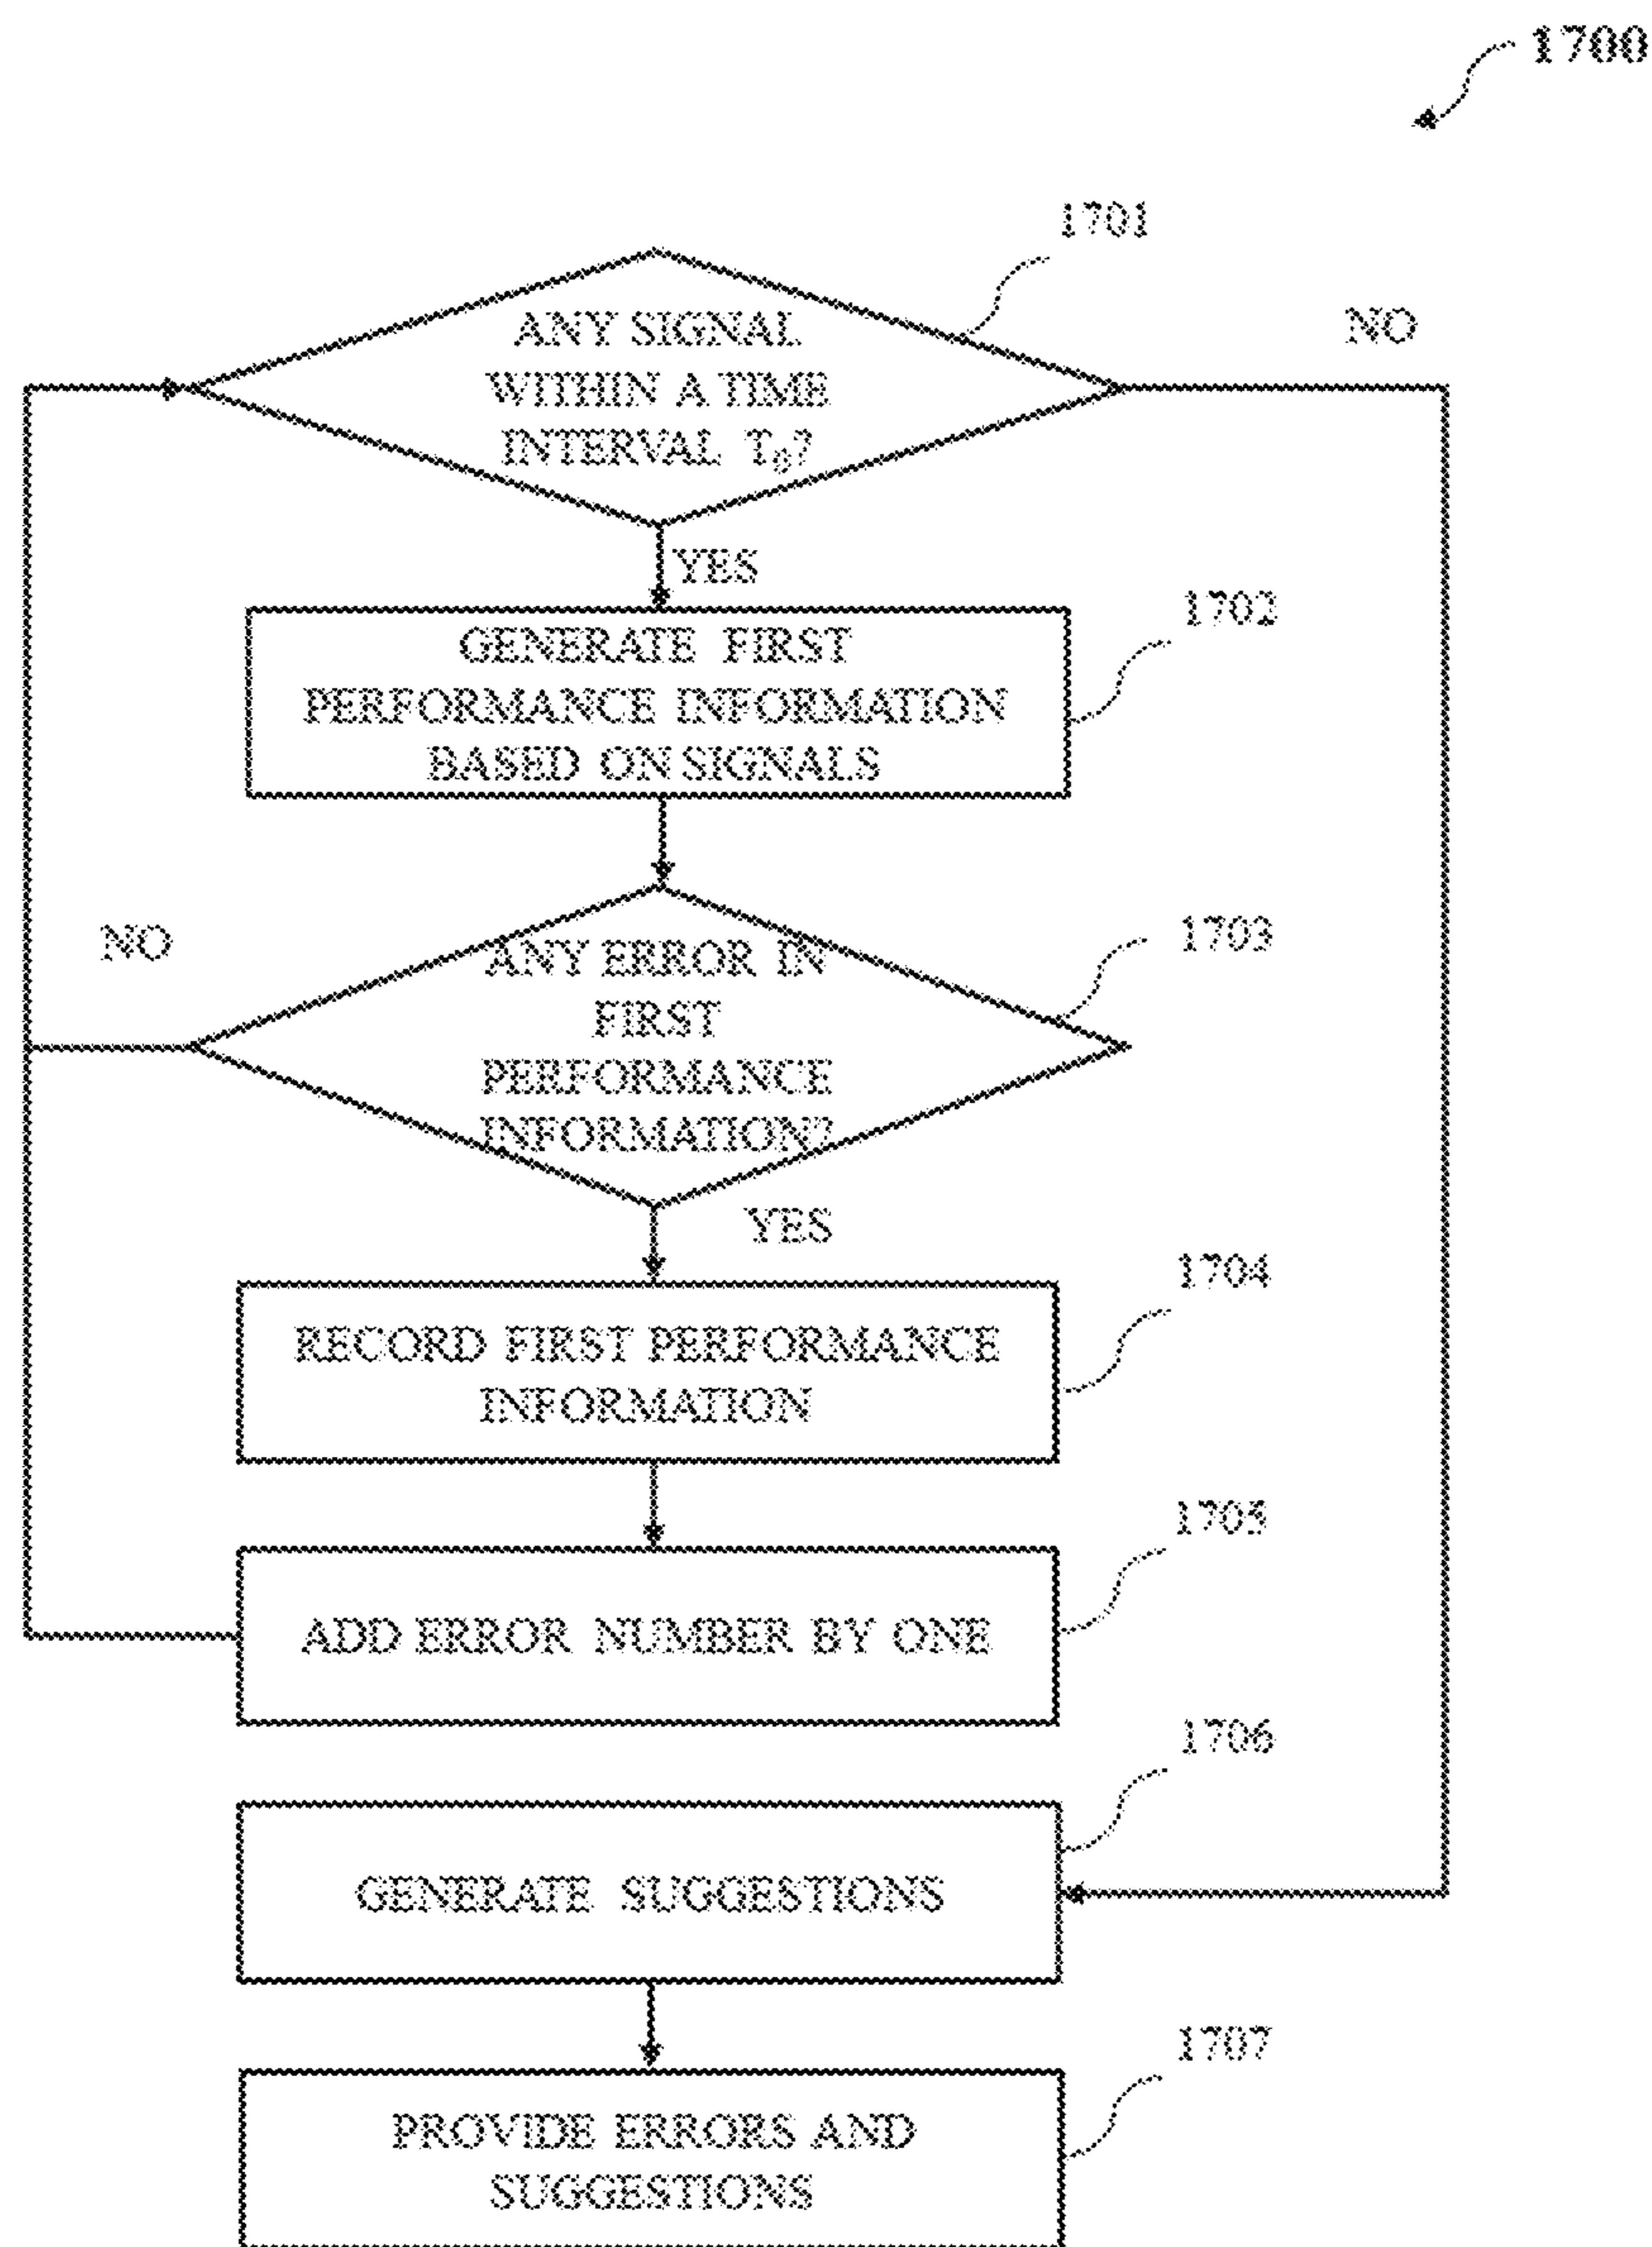 1700
1701
ANY SIGNAL
WITHIN A TIME
INTERVAL T₀?
NO
YES
1702
GENERATE FIRST
PERFORMANCE INFORMATION
BASED ON SIGNALS
1703
NO
ANY ERROR IN
FIRST
PERFORMANCE
INFORMATION?
YES
1704
RECORD FIRST PERFORMANCE
INFORMATION
1705
ADD ERROR NUMBER BY ONE
1706
GENERATE SUGGESTIONS
1707
PROVIDE ERRORS AND
SUGGESTIONS